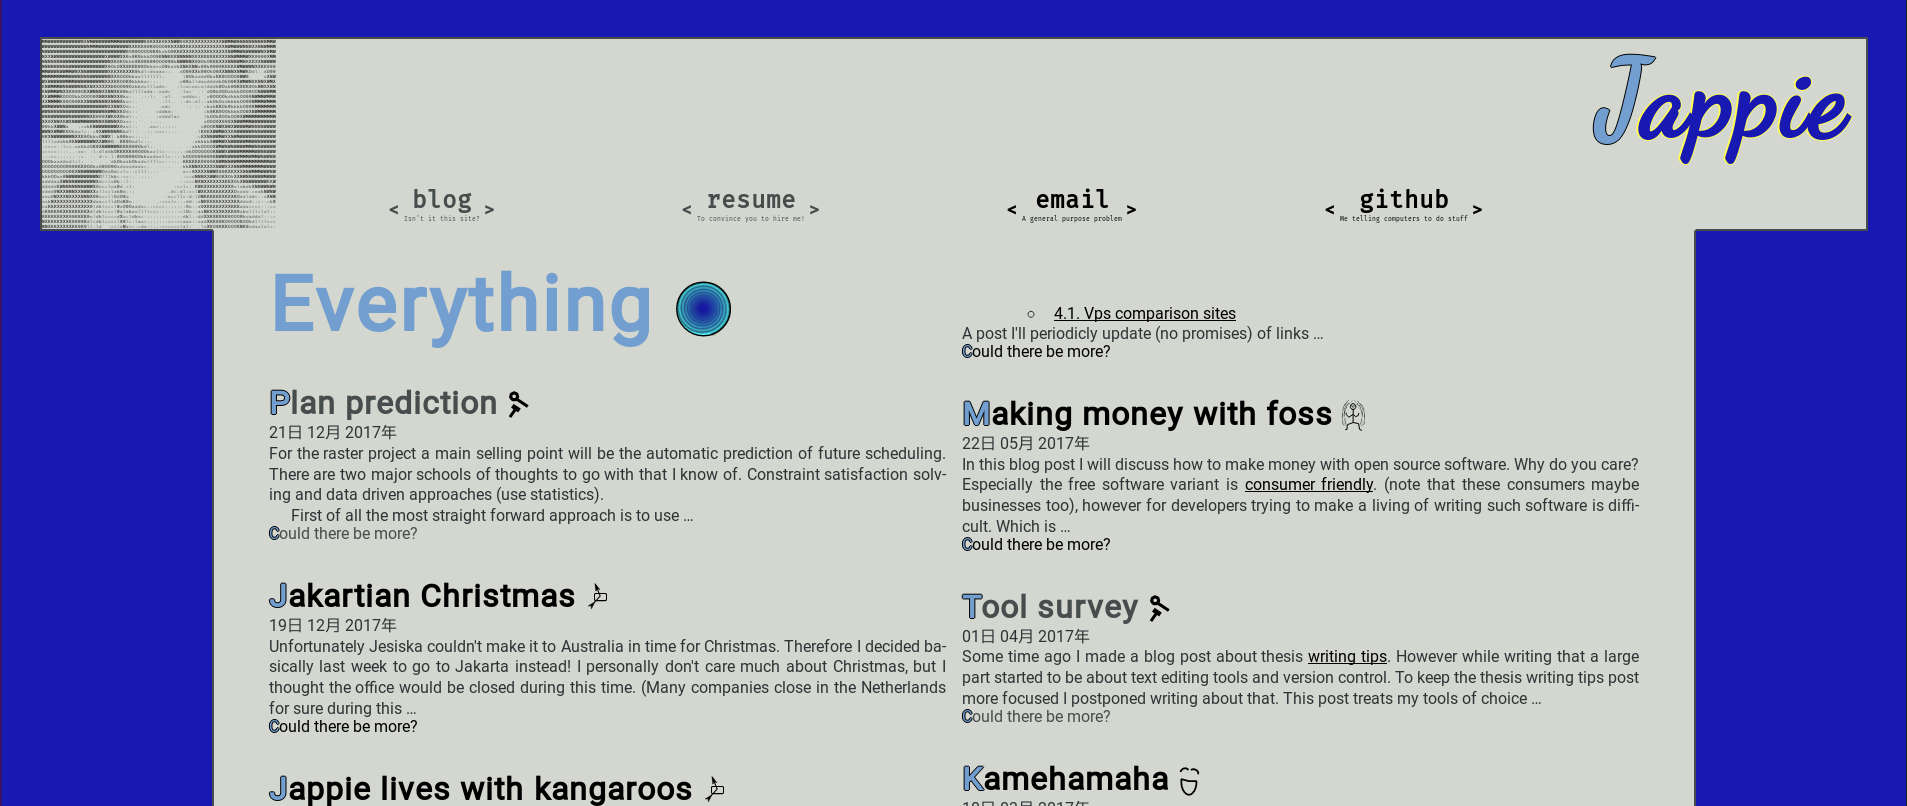 Jappie
< blog >
Isn't it this site?
< resume >
To convince you to hire me!
< email >
A general purpose problem
< github >
Me telling computers to do stuff
Everything
Plan prediction
21日 12月 2017年
For the raster project a main selling point will be the automatic prediction of future scheduling.
There are two major schools of thoughts to go with that I know of. Constraint satisfaction solv-
ing and data driven approaches (use statistics).
First of all the most straight forward approach is to use …
Could there be more?
Jakartian Christmas
19日 12月 2017年
Unfortunately Jesiska couldn't make it to Australia in time for Christmas. Therefore I decided ba-
sically last week to go to Jakarta instead! I personally don't care much about Christmas, but I
thought the office would be closed during this time. (Many companies close in the Netherlands
for sure during this …
Could there be more?
Jappie lives with kangaroos
4.1. Vps comparison sites
A post I'll periodicly update (no promises) of links …
Could there be more?
Making money with foss
22日 05月 2017年
In this blog post I will discuss how to make money with open source software. Why do you care?
Especially the free software variant is consumer friendly. (note that these consumers maybe
businesses too), however for developers trying to make a living of writing such software is diffi-
cult. Which is …
Could there be more?
Tool survey
01日 04月 2017年
Some time ago I made a blog post about thesis writing tips. However while writing that a large
part started to be about text editing tools and version control. To keep the thesis writing tips post
more focused I postponed writing about that. This post treats my tools of choice …
Could there be more?
Kamehamaha